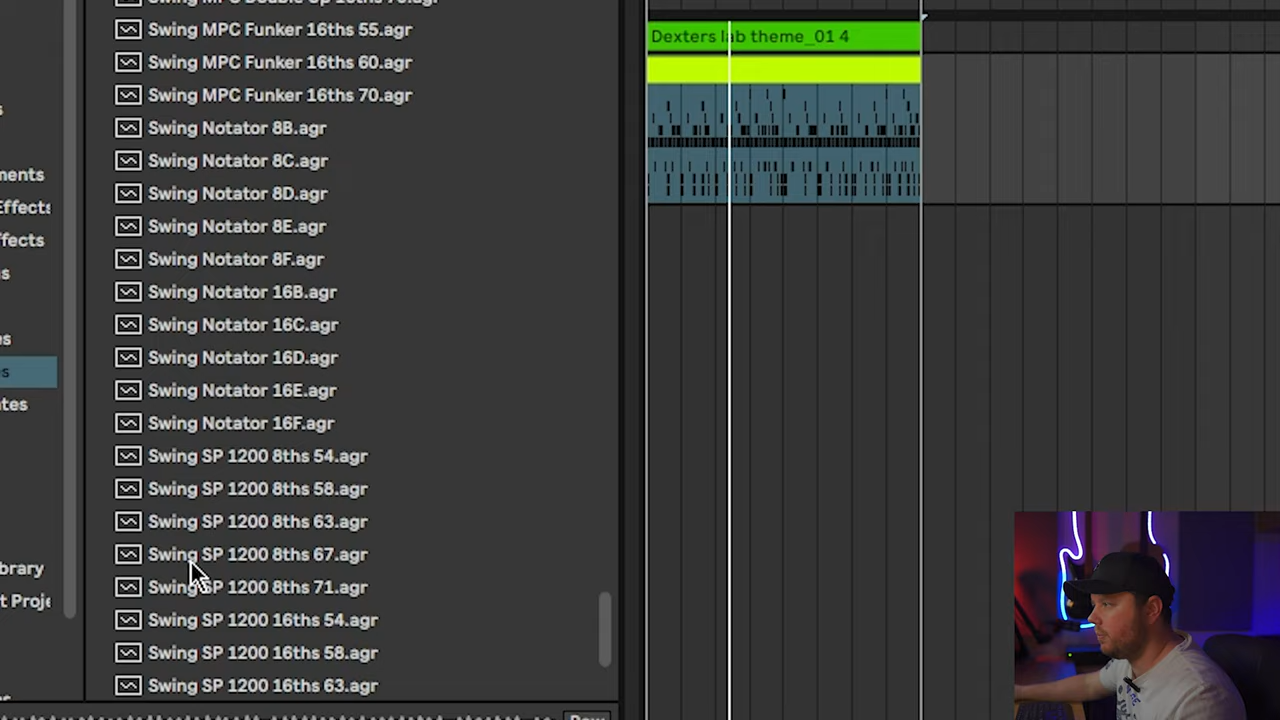 Swing MPC Funker 16ths 55.agr
Swing MPC Funker 16ths 60.agr
Swing MPC Funker 16ths 70.agr
Swing Notator 8B.agr
Swing Notator 8C.agr
Swing Notator 8D.agr
Swing Notator 8E.agr
Swing Notator 8F.agr
Swing Notator 16B.agr
Swing Notator 16C.agr
Swing Notator 16D.agr
Swing Notator 16E.agr
Swing Notator 16F.agr
Swing SP 1200 8ths 54.agr
Swing SP 1200 8ths 58.agr
Swing SP 1200 8ths 63.agr
Swing SP 1200 8ths 67.agr
Swing SP 1200 8ths 71.agr
Swing SP 1200 16ths 54.agr
Swing SP 1200 16ths 58.agr
Swing SP 1200 16ths 63.agr
Dexters lab theme_01 4
ments
Effects
ffects
s
es
s
ates
brary
t Proje